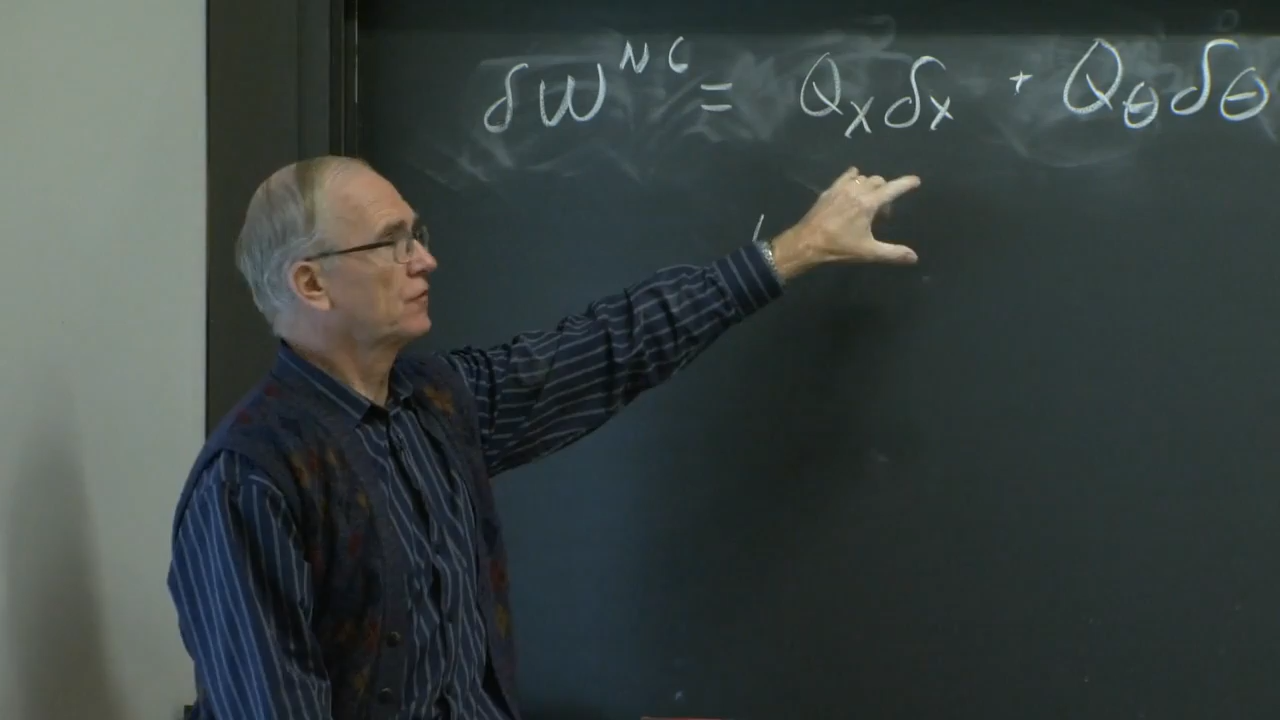 δW^NC = Q_x δx + Q_θ δθ